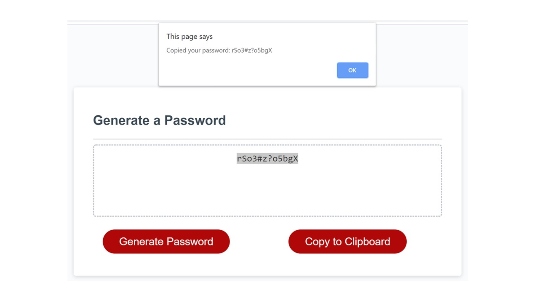 This page says
Copied your password: rSo3#z?o5bgX
OK
Generate a Password
rSo3#z?o5bgX
Generate Password
Copy to Clipboard